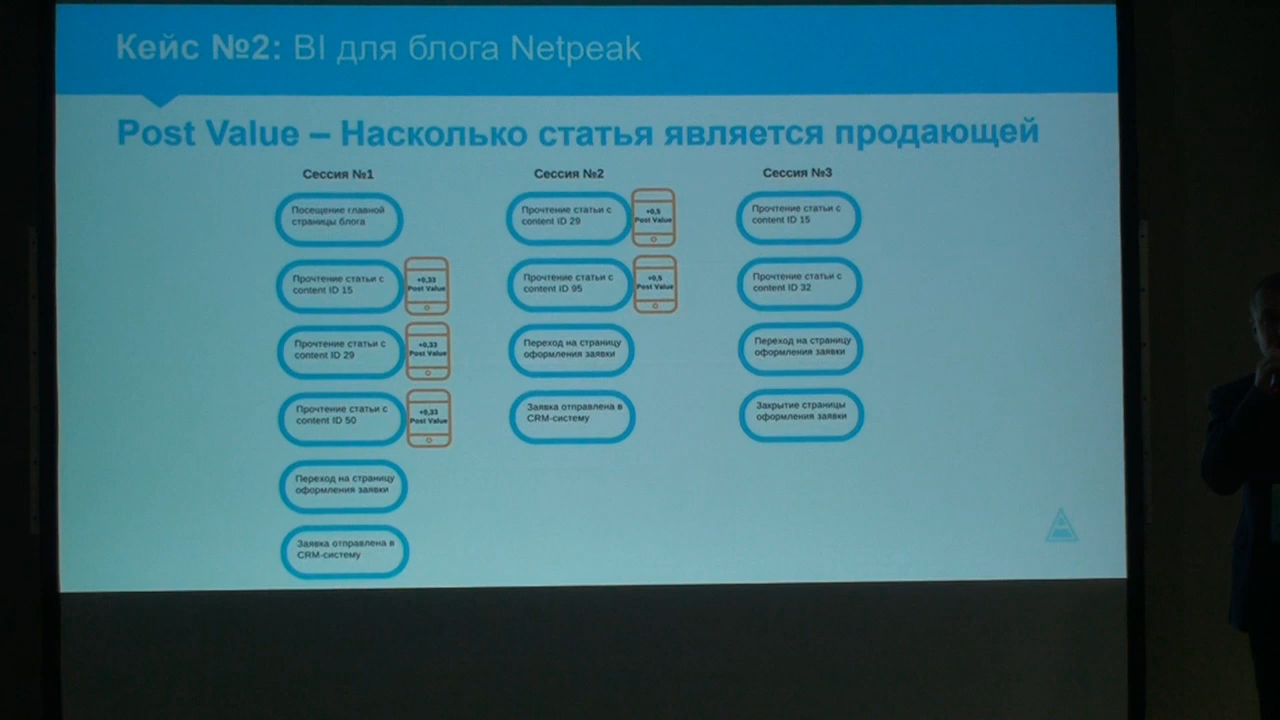 Кейс №2: BI для блога Netpeak
Post Value – Насколько статья является продающей
Сессия №1
Посещение главной
страницы блога
Прочтение статьи с
content ID 15
+0,33
Post Value
Прочтение статьи с
content ID 29
+0,33
Post Value
Прочтение статьи с
content ID 50
+0,33
Post Value
Переход на страницу
оформления заявки
Заявка отправлена в
CRM-систему
Сессия №2
Прочтение статьи с
content ID 29
+0,5
Post Value
Прочтение статьи с
content ID 95
+0,5
Post Value
Переход на страницу
оформления заявки
Заявка отправлена в
CRM-систему
Сессия №3
Прочтение статьи с
content ID 15
Прочтение статьи с
content ID 32
Переход на страницу
оформления заявки
Закрытие страницы
оформления заявки